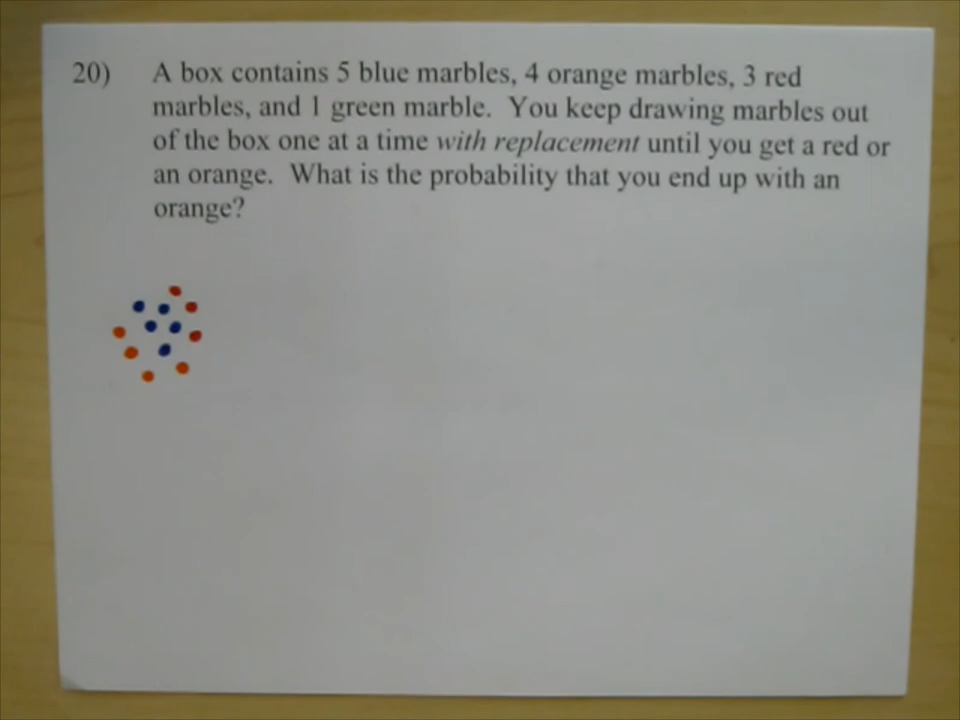 20) A box contains 5 blue marbles, 4 orange marbles, 3 red
marbles, and 1 green marble. You keep drawing marbles out
of the box one at a time with replacement until you get a red or
an orange. What is the probability that you end up with an
orange?